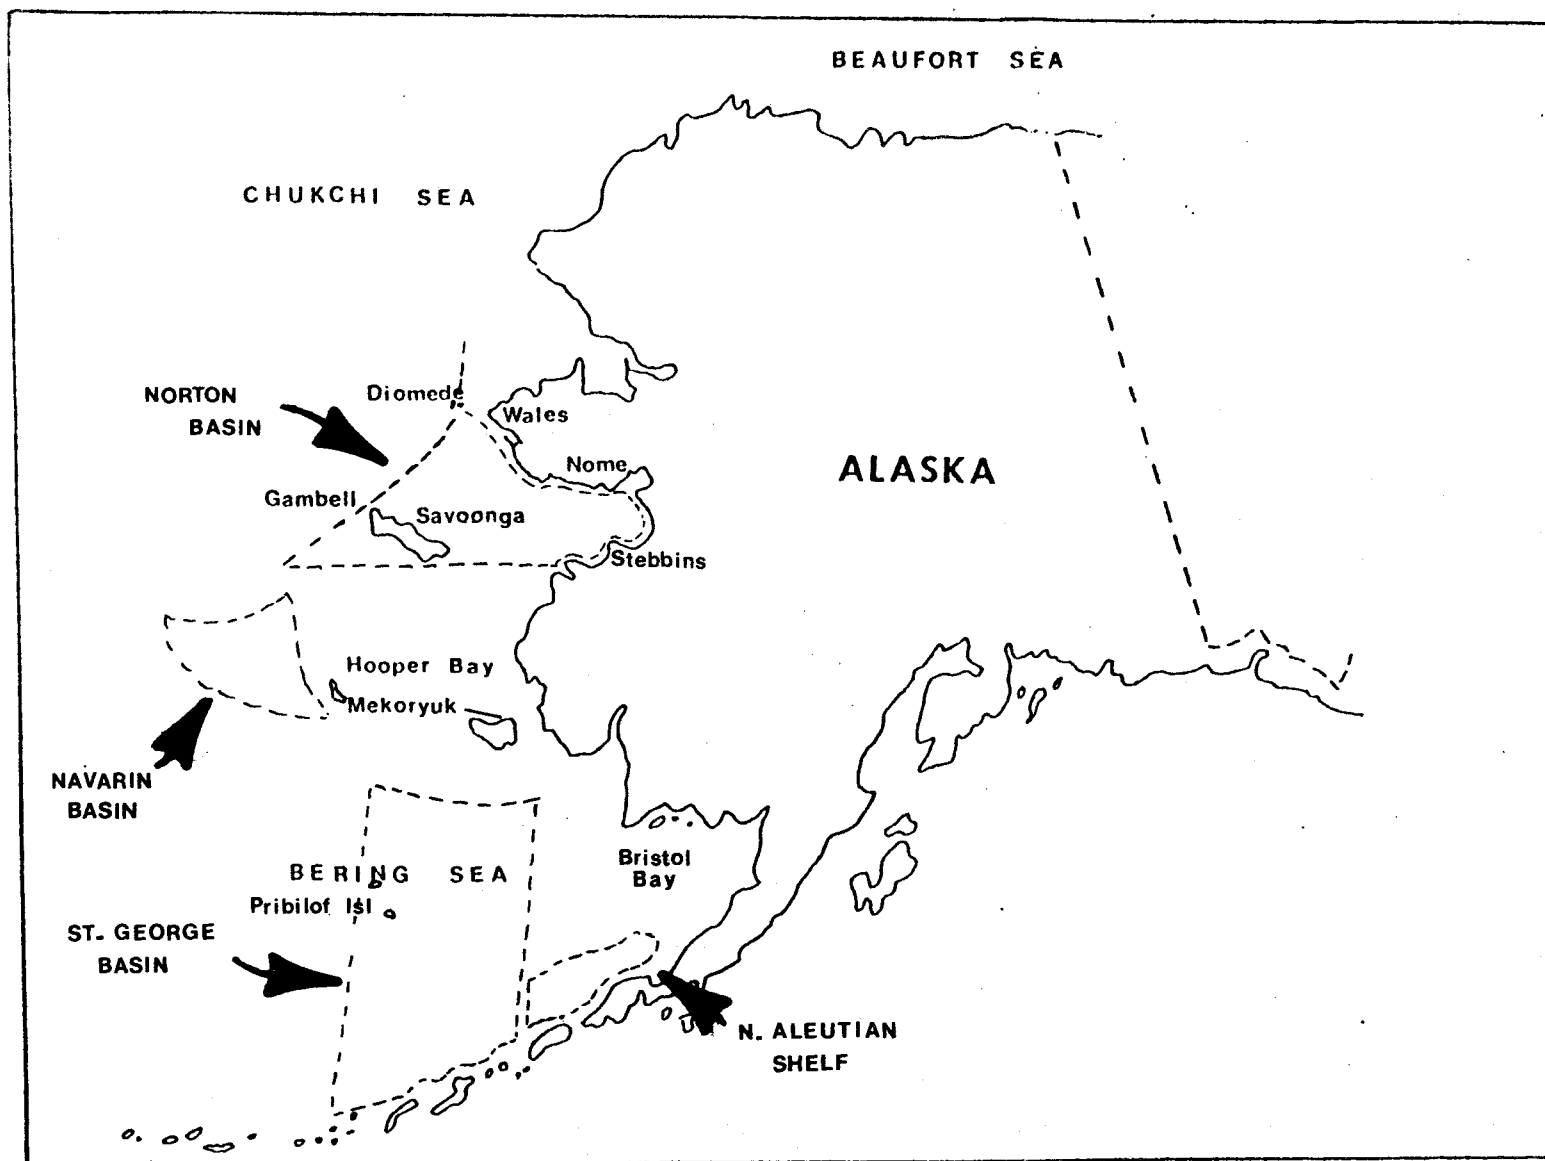 BEAUFORT SEA
CHUKCHI SEA
NORTON
BASIN
Diomede
Wales
Nome
ALASKA
Gambell
Savoonga
Stebbins
Hooper Bay
Mekoryuk
NAVARIN
BASIN
Bristol
Bay
BERING SEA
Pribilof Isl
ST. GEORGE
BASIN
N. ALEUTIAN
SHELF